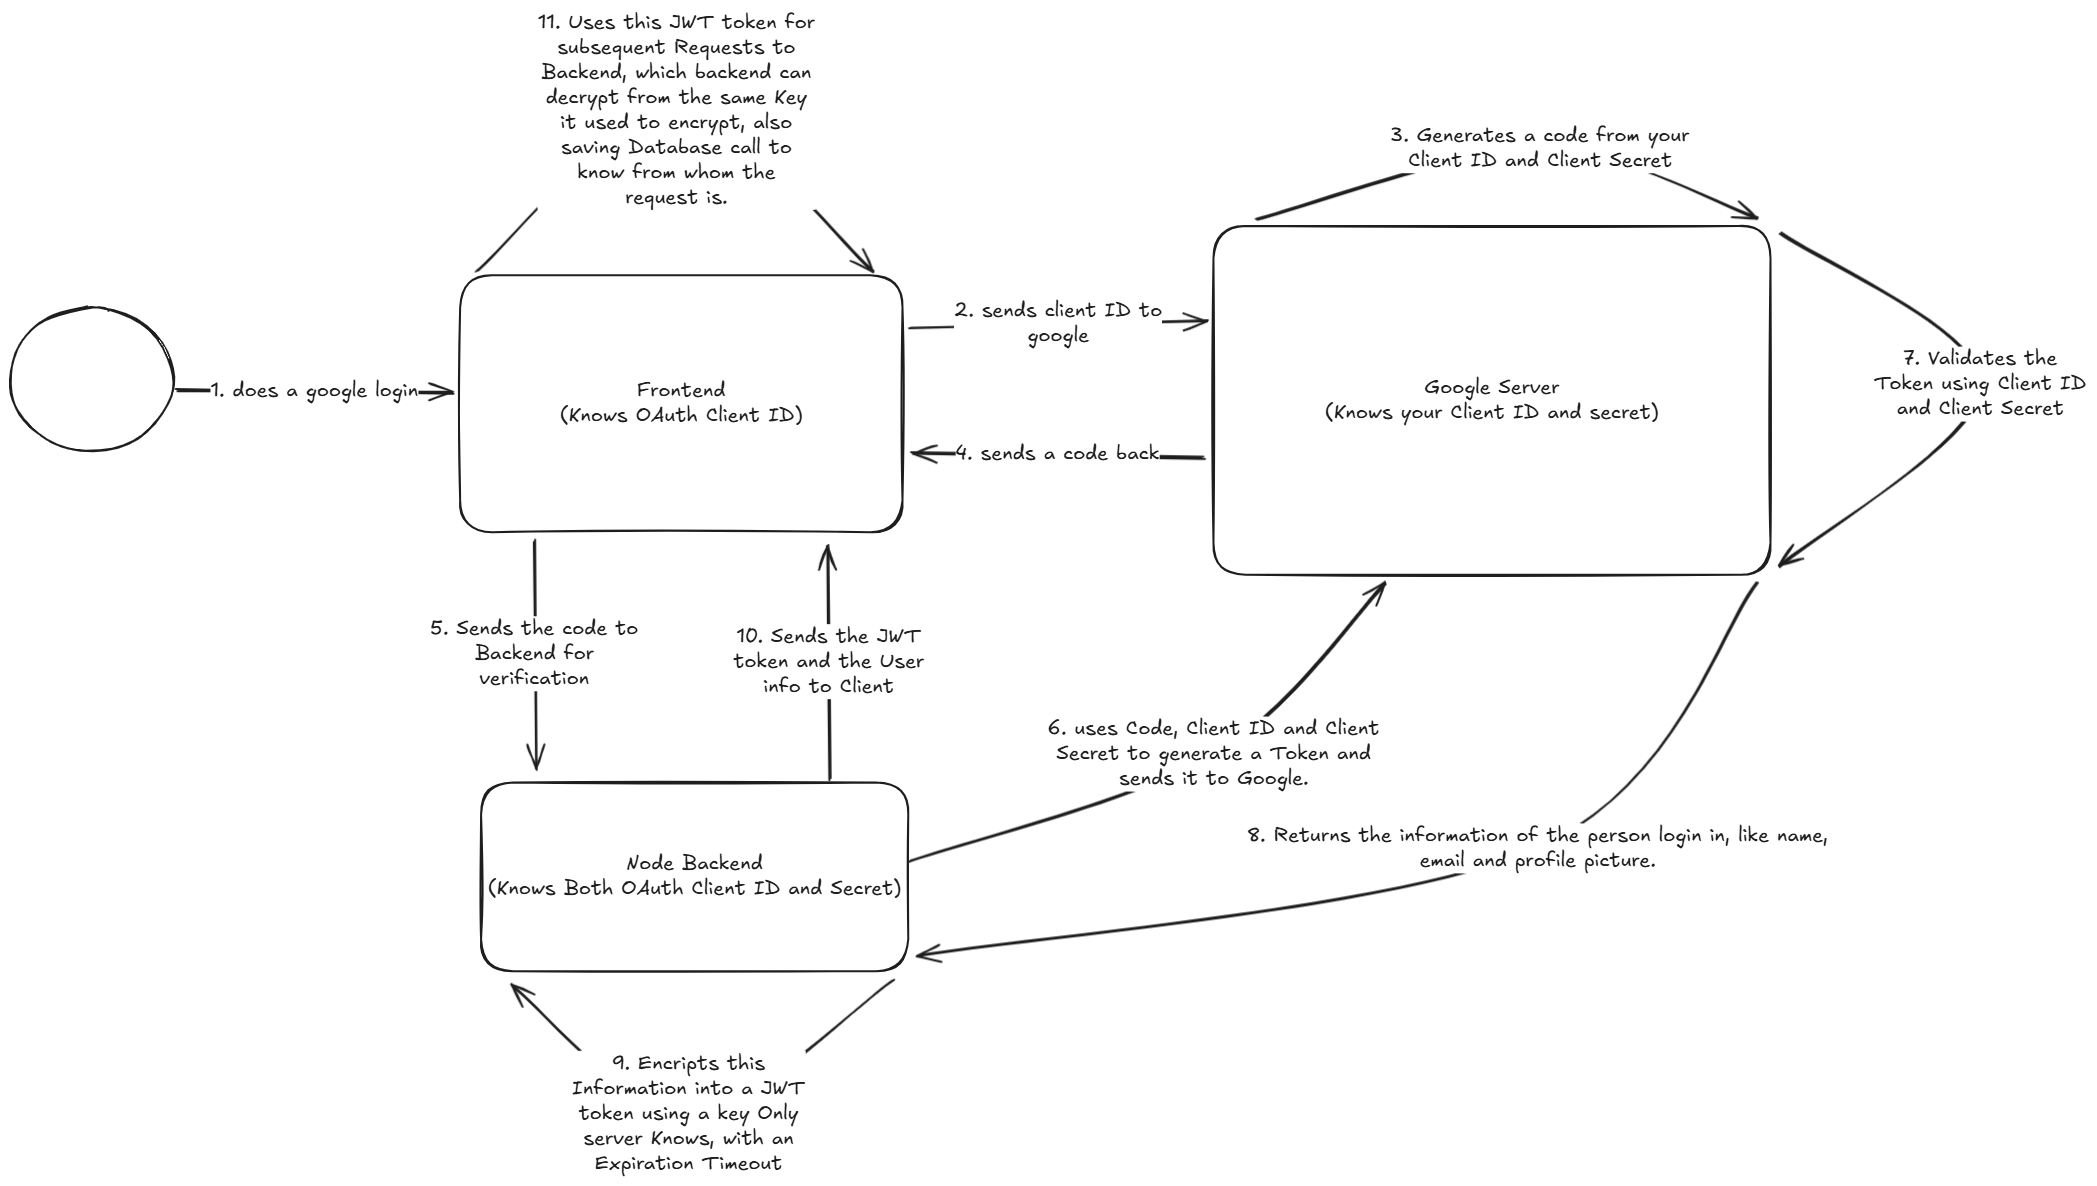 11. Uses this JWT token for
subsequent Requests to
Backend, which backend can
decrypt from the same Key
it used to encrypt, also
saving Database call to
know from whom the
request is.
3. Generates a code from your
Client ID and Client Secret
2. sends client ID to
google
1. does a google login
Frontend
(Knows OAuth Client ID)
Google Server
(Knows your Client ID and secret)
7. Validates the
Token using Client ID
and Client Secret
4. sends a code back
5. Sends the code to
Backend for
verification
10. Sends the JWT
token and the User
info to Client
6. uses Code, Client ID and Client
Secret to generate a Token and
sends it to Google.
8. Returns the information of the person login in, like name,
email and profile picture.
Node Backend
(Knows Both OAuth Client ID and Secret)
9. Encripts this
Information into a JWT
token using a key Only
server Knows, with an
Expiration Timeout